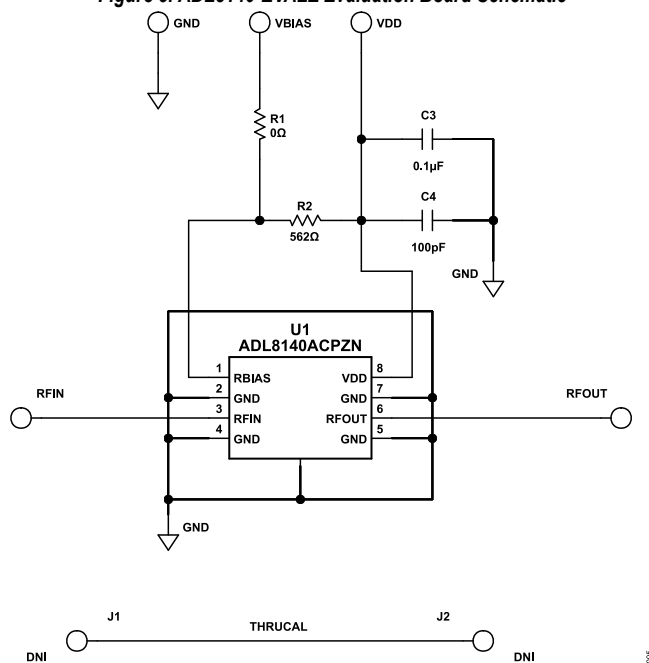 GND
VBIAS
VDD
R1
0Ω
C3
0.1µF
R2
562Ω
C4
100pF
GND
U1
ADL8140ACPZN
1 RBIAS
2 GND
3 RFIN
4 GND
VDD 8
GND 7
RFOUT 6
GND 5
RFIN
RFOUT
GND
J1
THRUCAL
J2
DNI
DNI